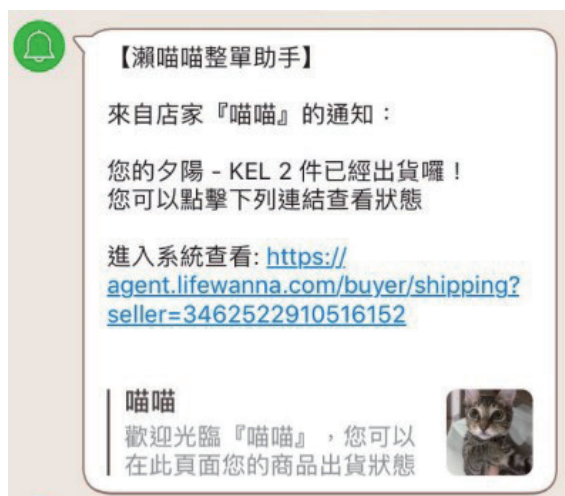 【瀨喵喵整單助手】
來自店家『喵喵』的通知：
您的夕陽 - KEL 2 件已經出貨囉！
您可以點擊下列連結查看狀態
進入系統查看: https://
agent.lifewanna.com/buyer/shipping?
seller=3462522910516152
喵喵
歡迎光臨『喵喵』，您可以
在此頁面您的商品出貨狀態